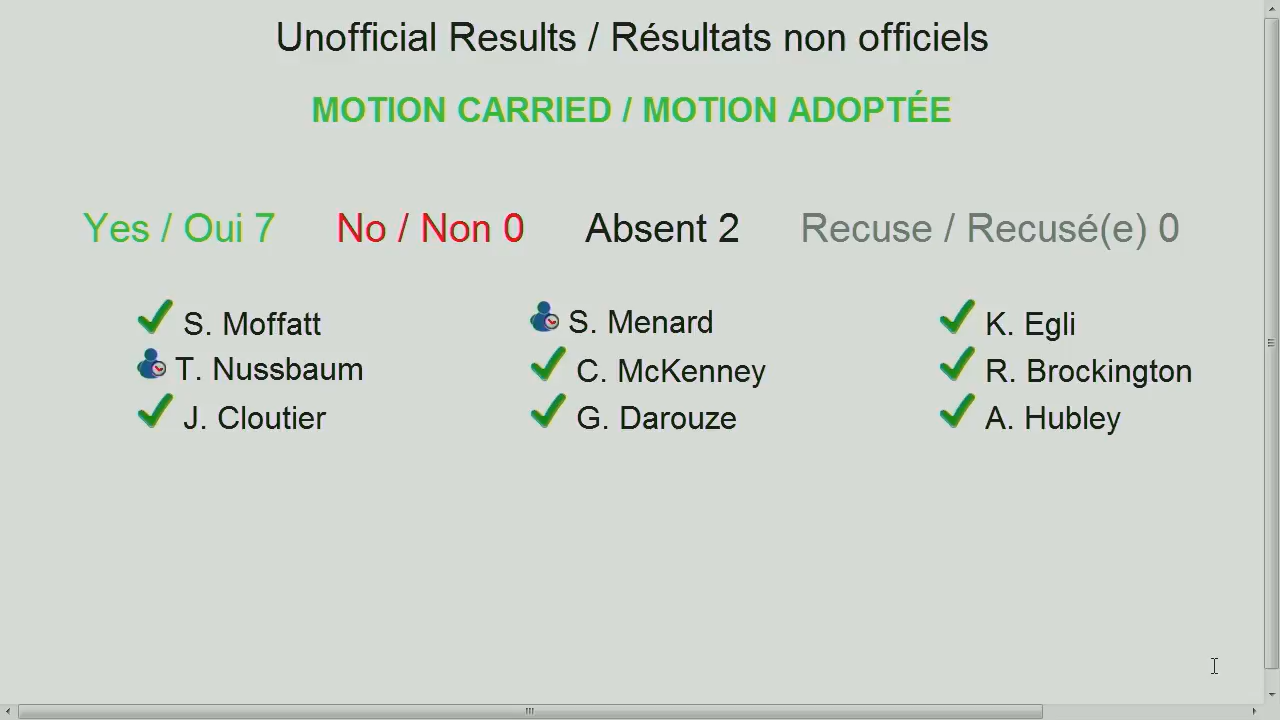 Unofficial Results / Résultats non officiels
MOTION CARRIED / MOTION ADOPTÉE
Yes / Oui 7 No / Non 0 Absent 2 Recuse / Recusé(e) 0
S. Moffatt S. Menard K. Egli
T. Nussbaum C. McKenney R. Brockington
J. Cloutier G. Darouze A. Hubley